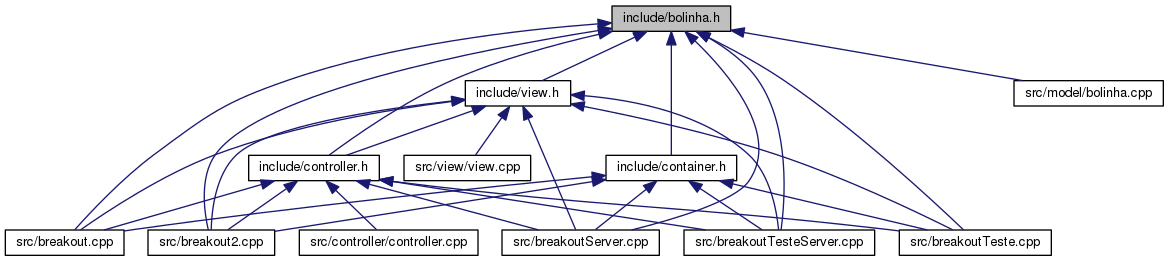 include/bolinha.h
include/view.h
src/model/bolinha.cpp
include/controller.h
src/view/view.cpp
include/container.h
src/breakout.cpp
src/breakout2.cpp
src/controller/controller.cpp
src/breakoutServer.cpp
src/breakoutTesteServer.cpp
src/breakoutTeste.cpp